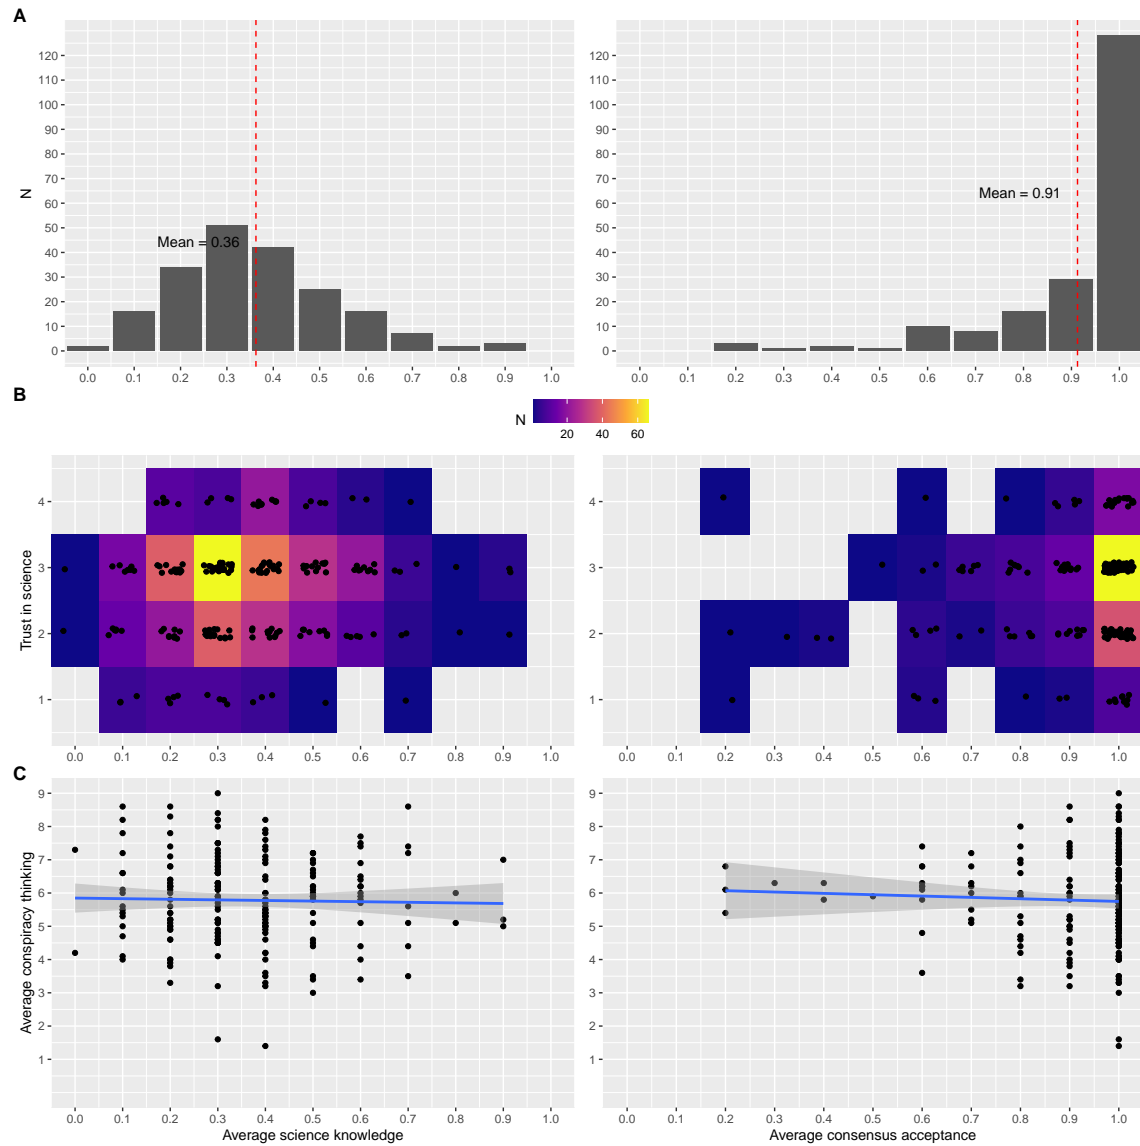 A
N
120
110
100
90
80
70
60
50
40
30
20
10
0
Mean = 0.36
0.0 0.1 0.2 0.3 0.4 0.5 0.6 0.7 0.8 0.9 1.0
120
110
100
90
80
70
60
50
40
30
20
10
0
Mean = 0.91
0.0 0.1 0.2 0.3 0.4 0.5 0.6 0.7 0.8 0.9 1.0
B
N
20 40 60
Trust in science
4
3
2
1
0.0 0.1 0.2 0.3 0.4 0.5 0.6 0.7 0.8 0.9 1.0
4
3
2
1
0.0 0.1 0.2 0.3 0.4 0.5 0.6 0.7 0.8 0.9 1.0
C
Average conspiracy thinking
9
8
7
6
5
4
3
2
1
0.0 0.1 0.2 0.3 0.4 0.5 0.6 0.7 0.8 0.9 1.0
Average science knowledge
9
8
7
6
5
4
3
2
1
0.0 0.1 0.2 0.3 0.4 0.5 0.6 0.7 0.8 0.9 1.0
Average consensus acceptance